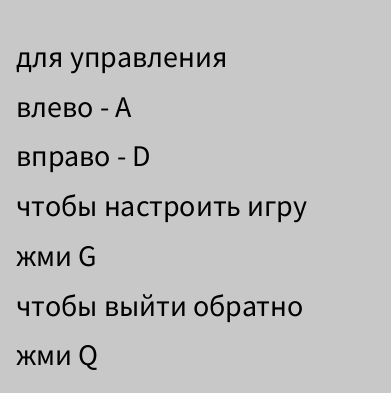 для управления
влево - A
вправо - D
чтобы настроить игру
жми G
чтобы выйти обратно
жми Q